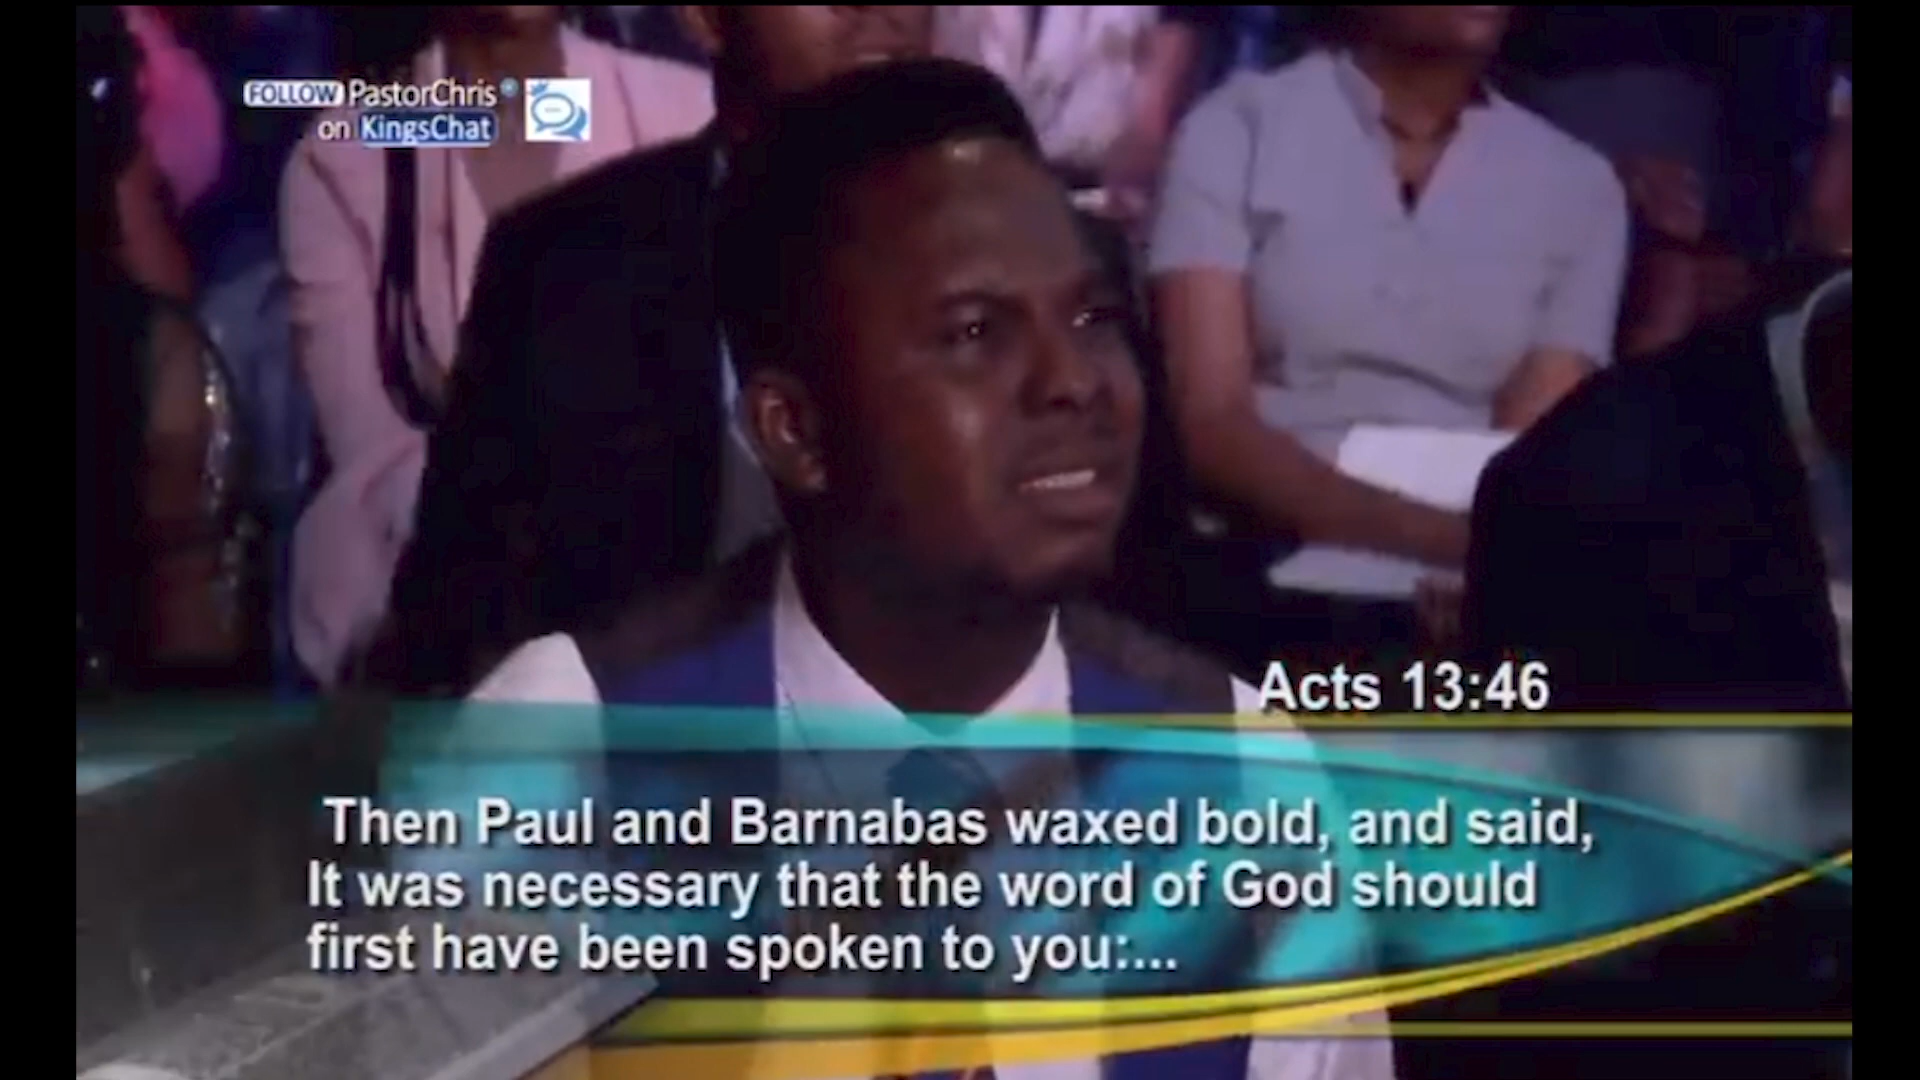 FOLLOW PastorChris®
on KingsChat
Acts 13:46
Then Paul and Barnabas waxed bold, and said,
It was necessary that the word of God should
first have been spoken to you:...